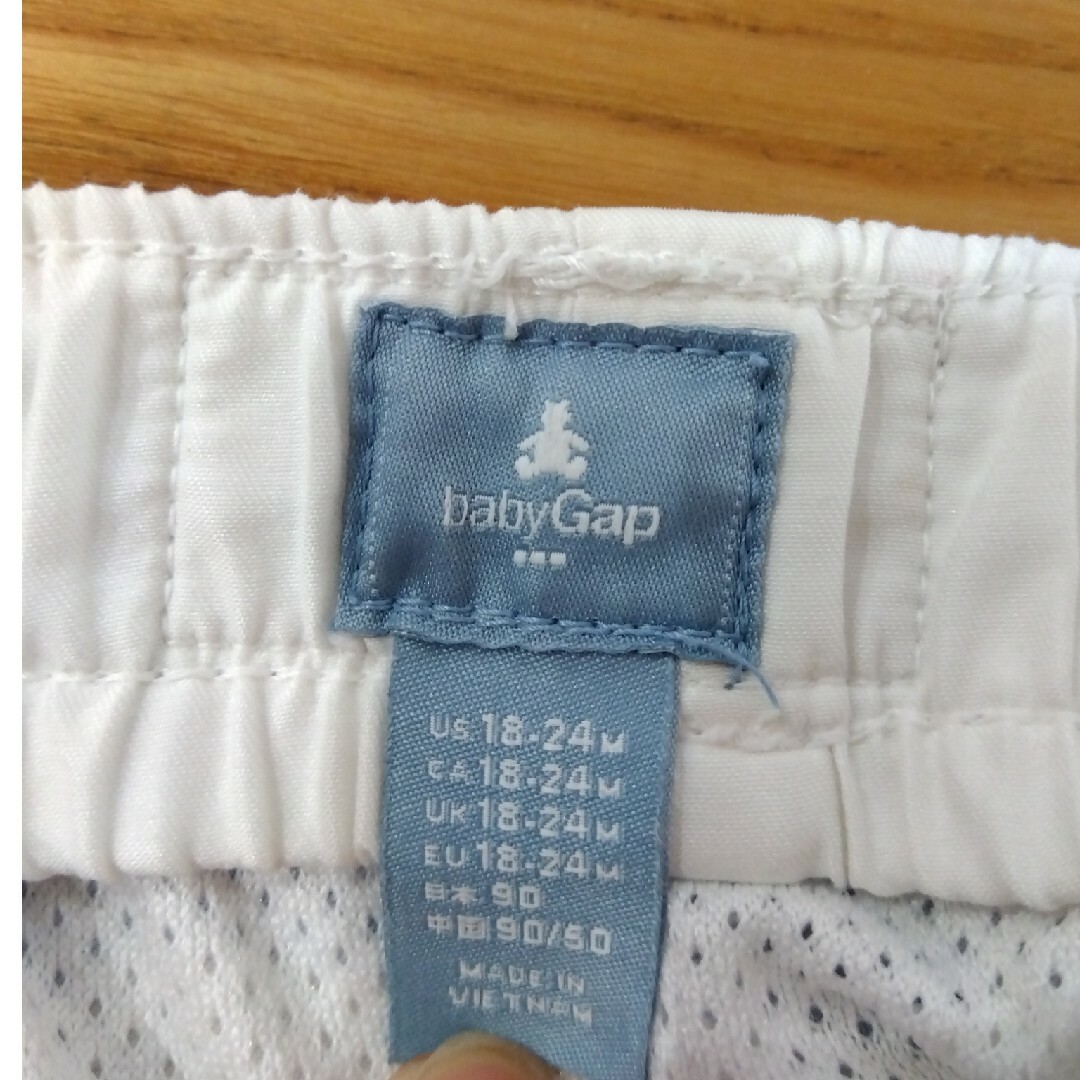 babyGap
US 18-24M
CA 18-24M
UK 18-24M
EU 18-24M
日本 90
中国 90/50
MADE IN
VIETNAM